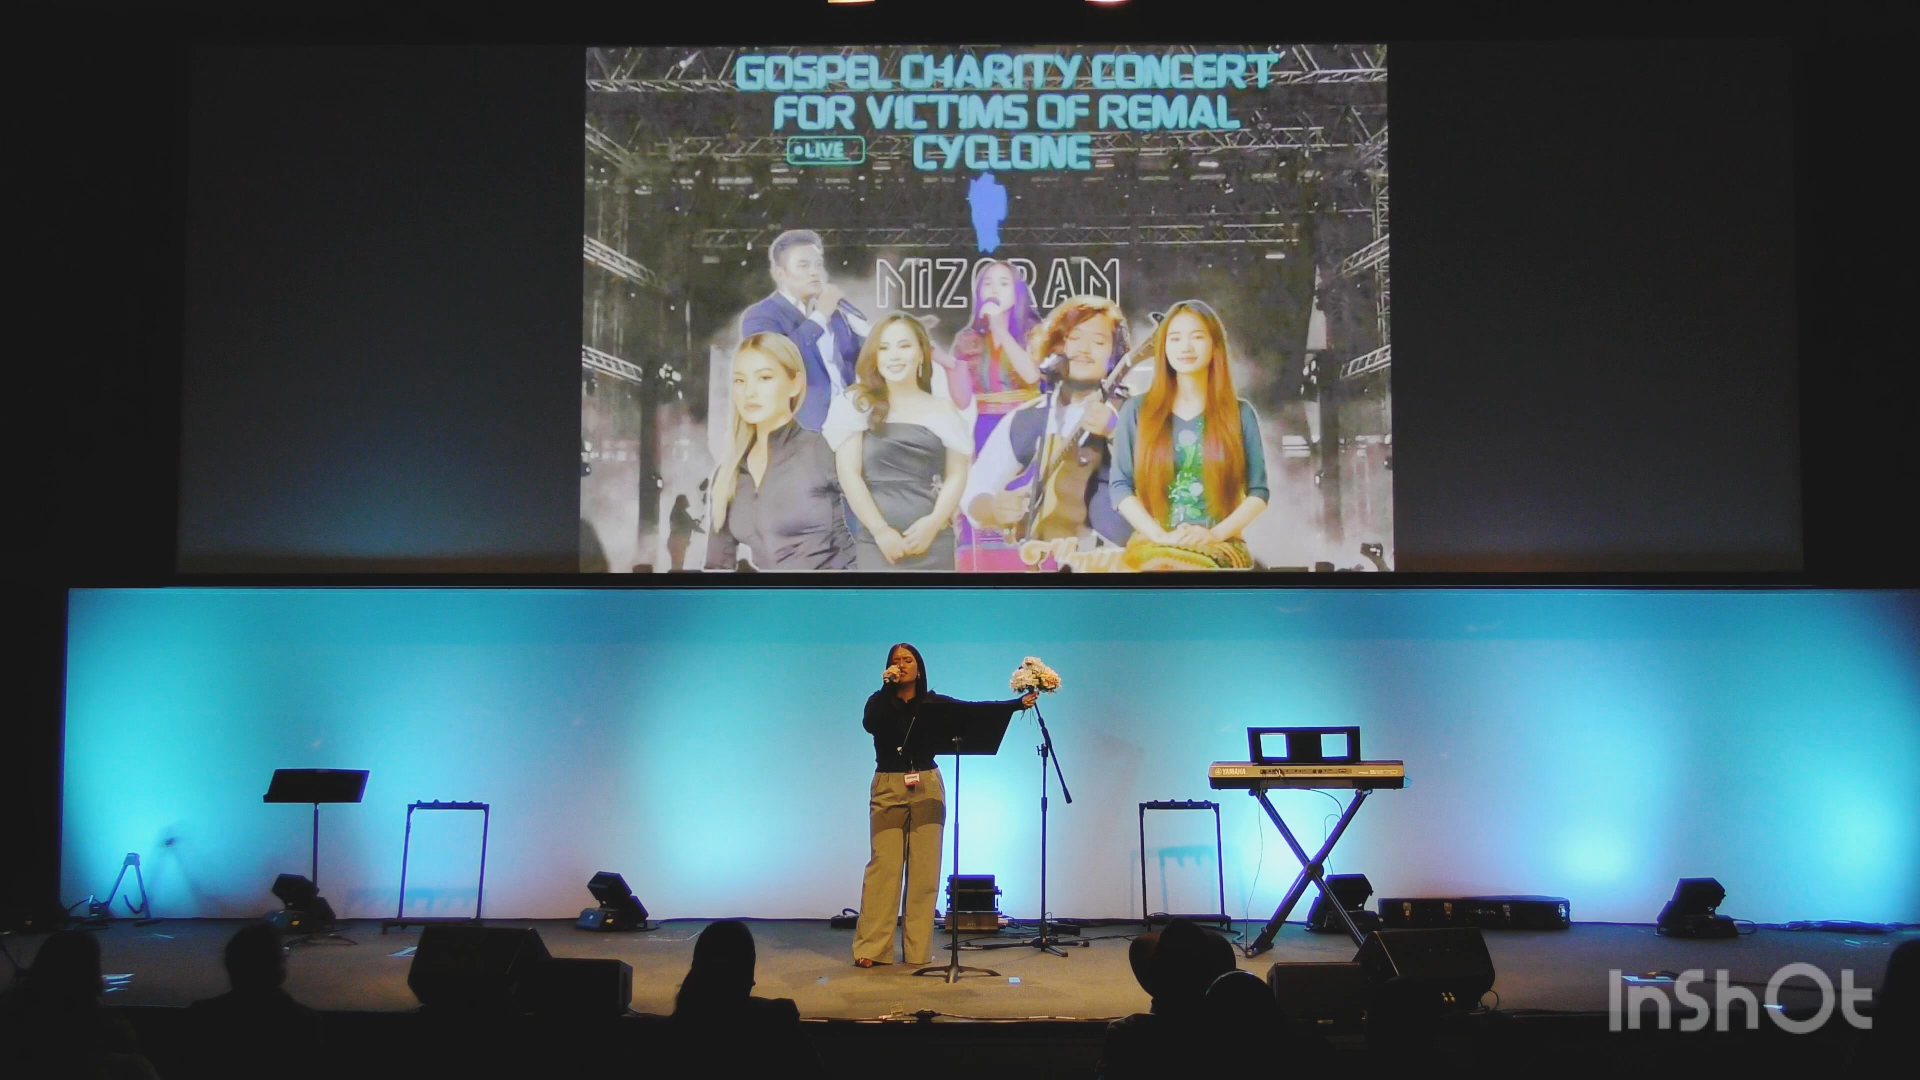 GOSPEL CHARITY CONCERT
FOR VICTIMS OF REMAL
• LIVE
CYCLONE
MIZORAM
YAMAHA
InShOt